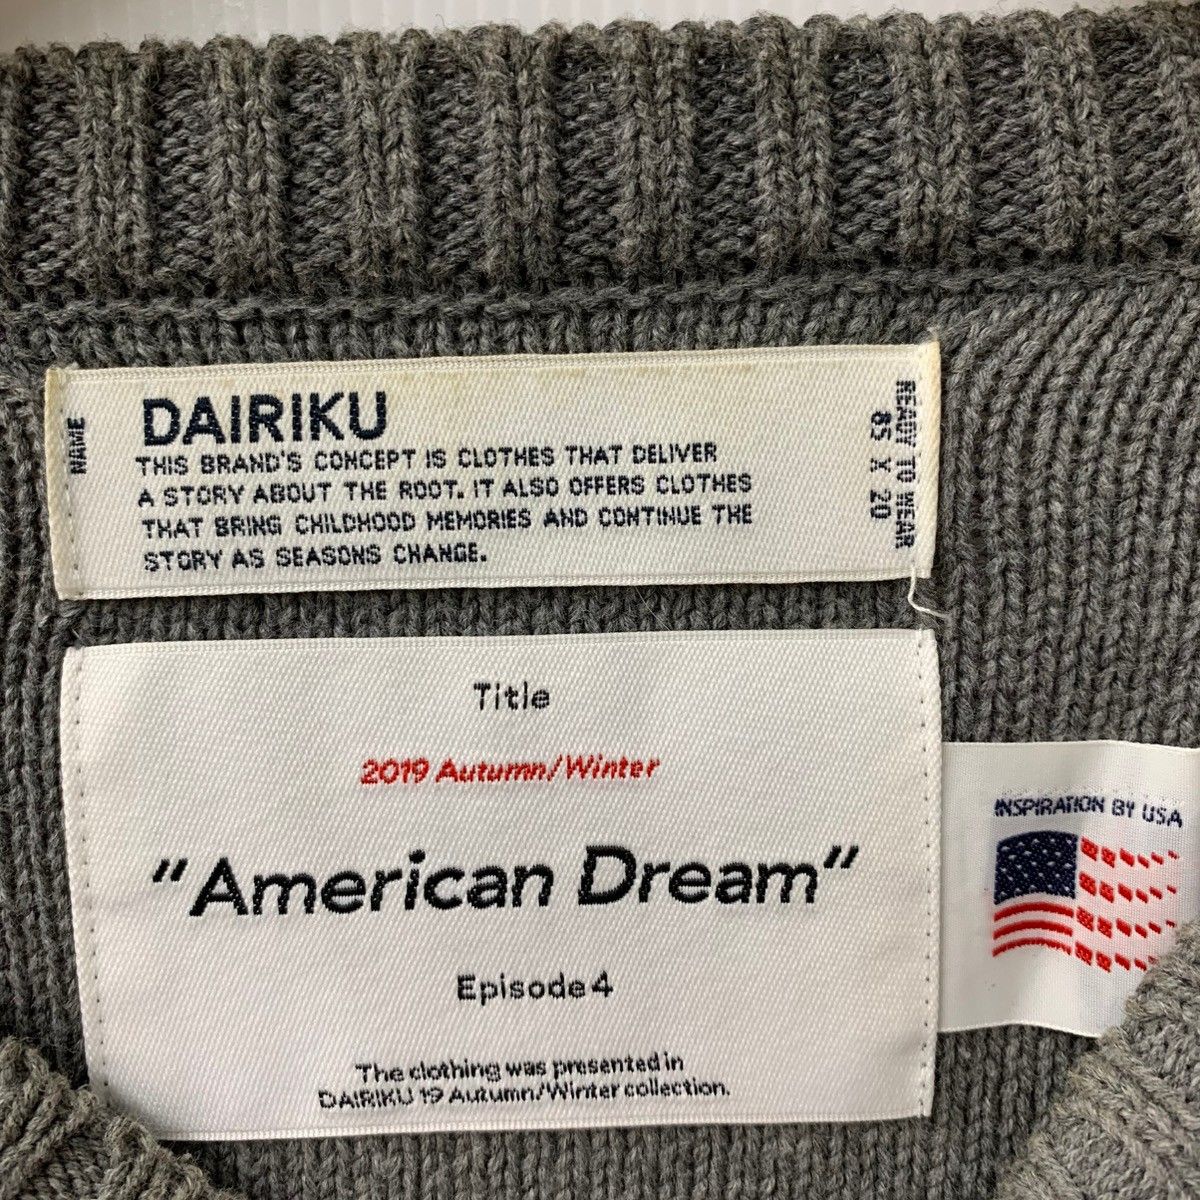 NAME
DAIRIKU
THIS BRAND'S CONCEPT IS CLOTHES THAT DELIVER
A STORY ABOUT THE ROOT. IT ALSO OFFERS CLOTHES
THAT BRING CHILDHOOD MEMORIES AND CONTINUE THE
STORY AS SEASONS CHANGE.
READY TO WEAR
85 X 20
Title
2019 Autumn/Winter
"American Dream"
Episode4
The clothing was presented in
DAIRIKU 19 Autumn/Winter collection.
INSPIRATION BY USA